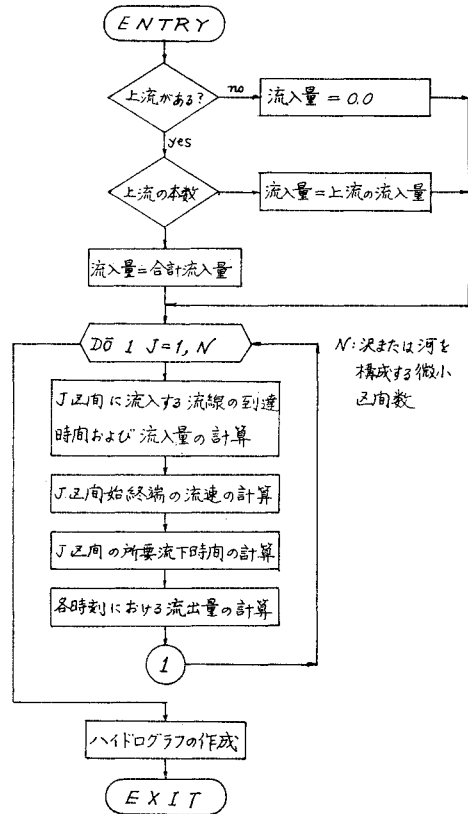 ENTRY
上流がある?
no
流入量 = 0.0
yes
上流の本数
流入量=上流の流入量
流入量=合計流入量
DO 1 J=1, N
N:沢または河を
構成する微小
区間数
J区間に流入する流線の到達
時間および流入量の計算
J区間始終端の流速の計算
J区間の所要流下時間の計算
各時刻における流出量の計算
1
ハイドログラフの作成
EXIT